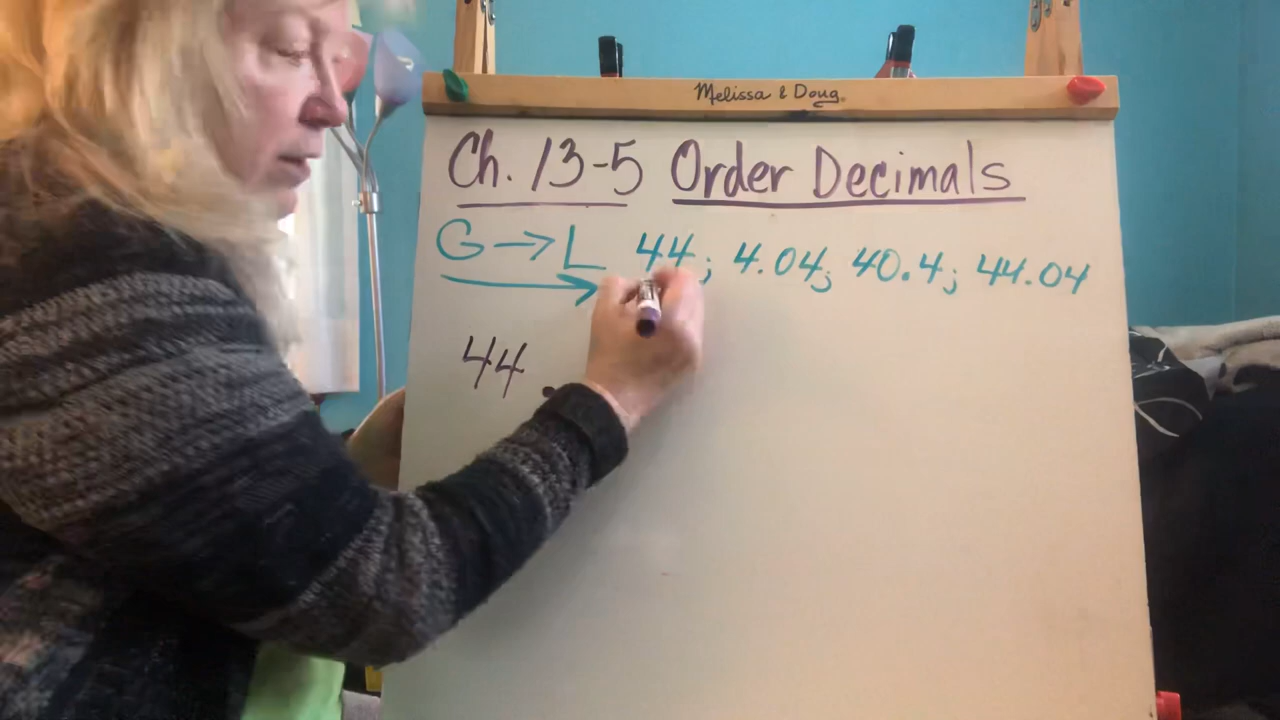 Melissa & Doug
Ch. 13-5 Order Decimals
G → L 44; 4.04; 40.4; 44.04
44.